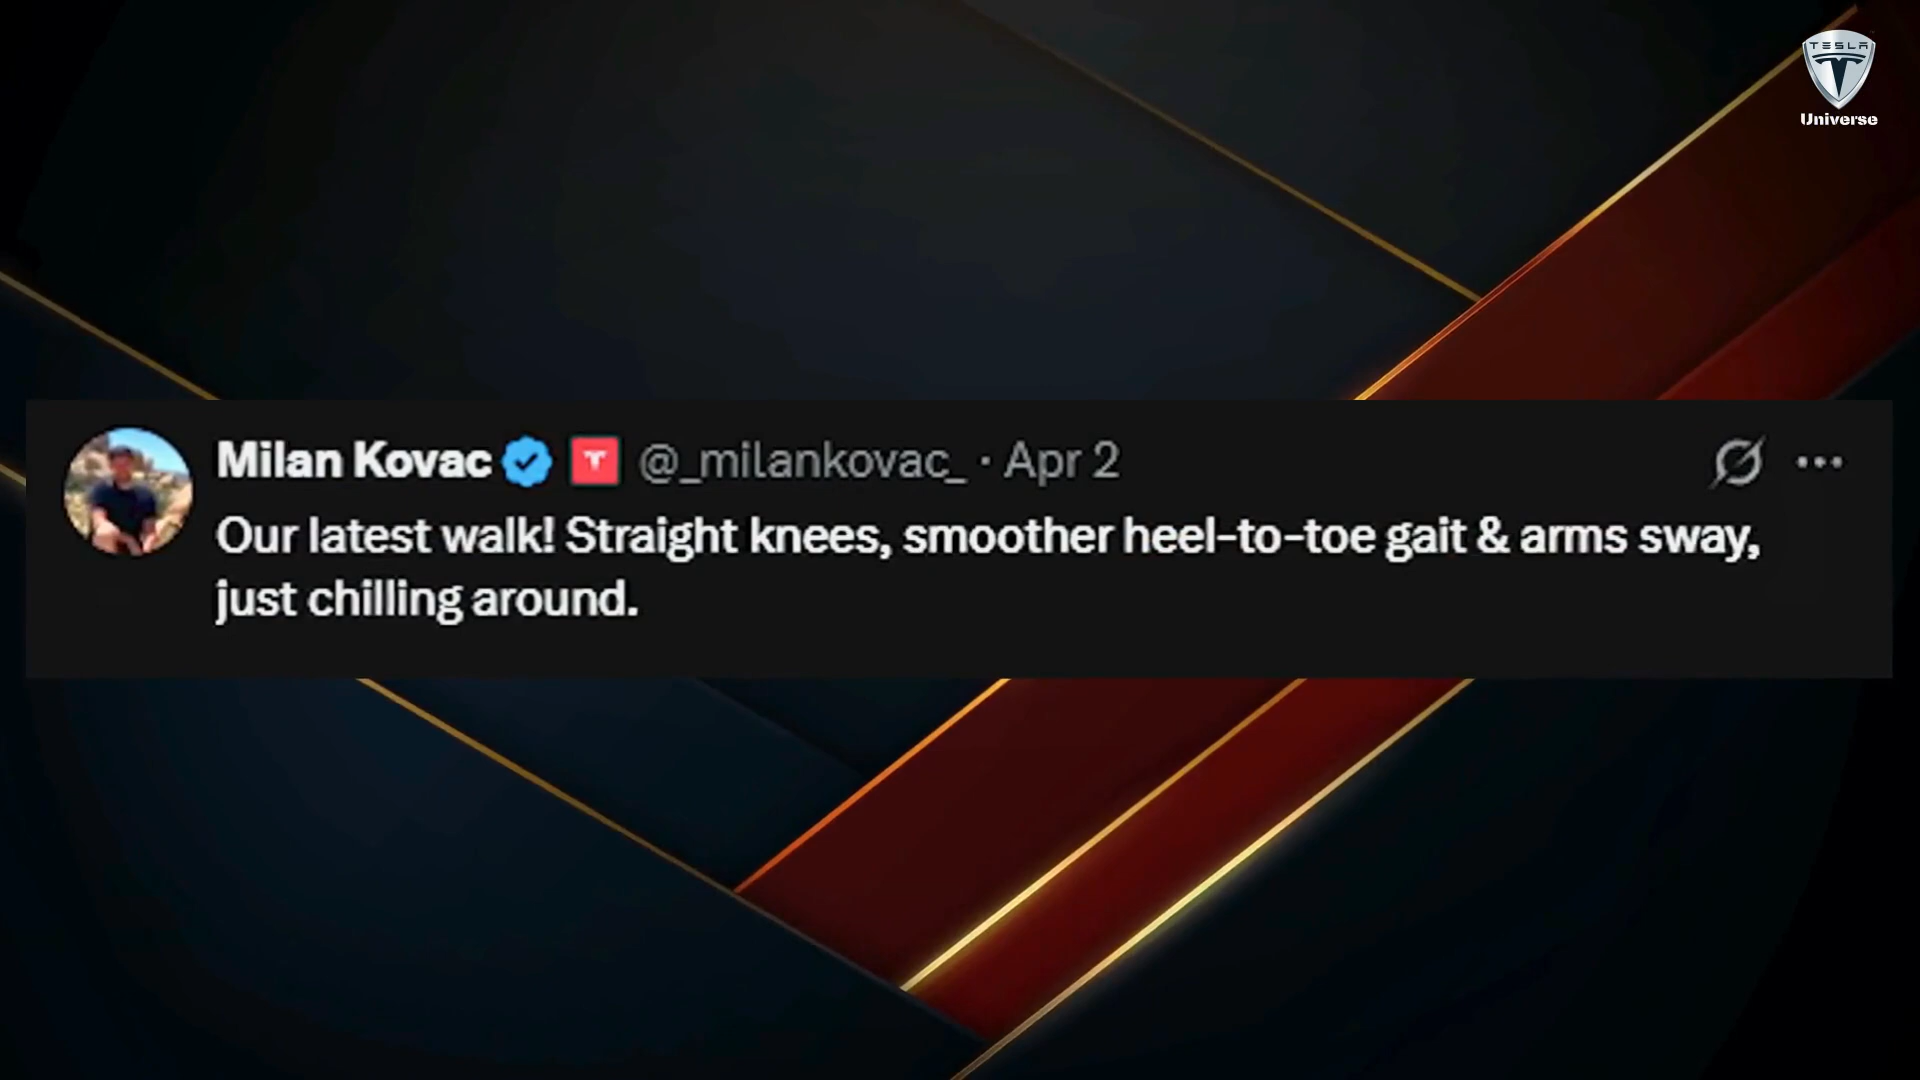 TESLA
Universe
Milan Kovac @_milankovac_ · Apr 2
Our latest walk! Straight knees, smoother heel-to-toe gait & arms sway,
just chilling around.